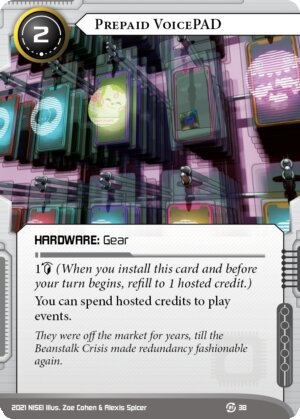 2
PREPAID VOICEPAD
HARDWARE: Gear
1 (When you install this card and before
your turn begins, refill to 1 hosted credit.)
You can spend hosted credits to play
events.
They were off the market for years, till the
Beanstalk Crisis made redundancy fashionable
again.
2021 NISEI Illus. Zoe Cohen & Alexis Spicer
38